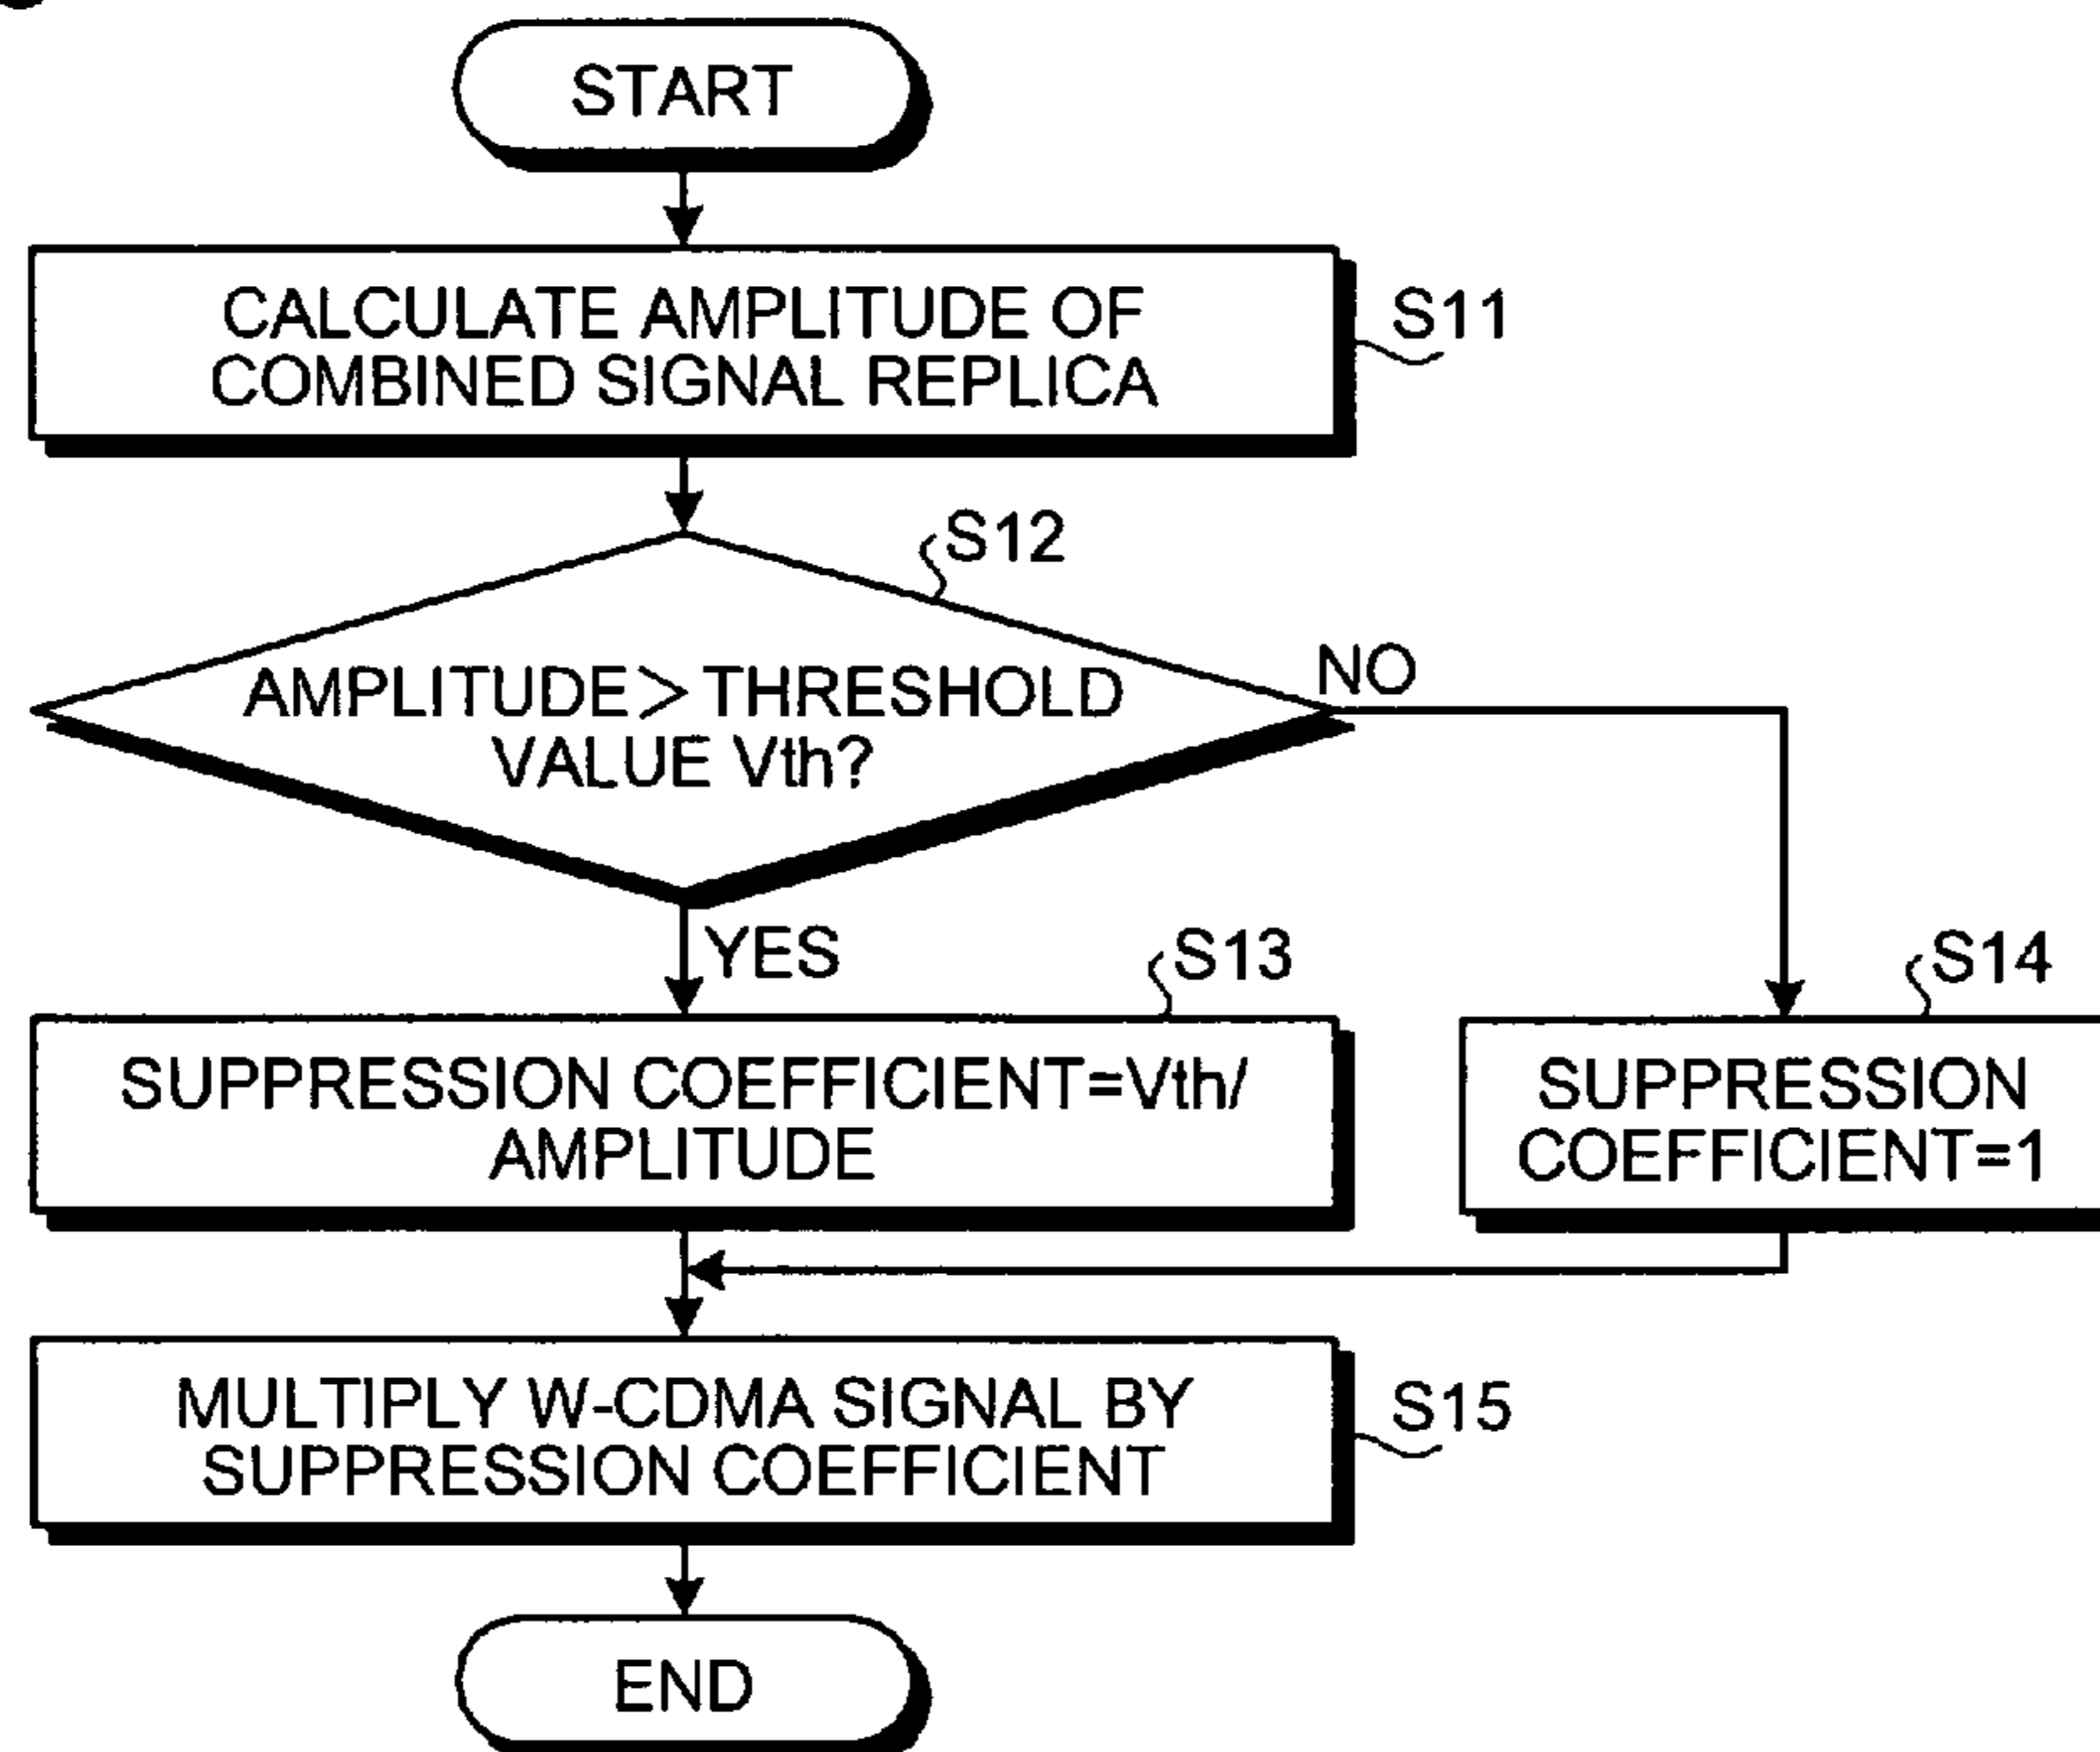 START
CALCULATE AMPLITUDE OF
COMBINED SIGNAL REPLICA
S11
S12
AMPLITUDE>THRESHOLD
VALUE Vth?
NO
YES
S13
SUPPRESSION COEFFICIENT=Vth/
AMPLITUDE
S14
SUPPRESSION
COEFFICIENT=1
MULTIPLY W-CDMA SIGNAL BY
SUPPRESSION COEFFICIENT
S15
END